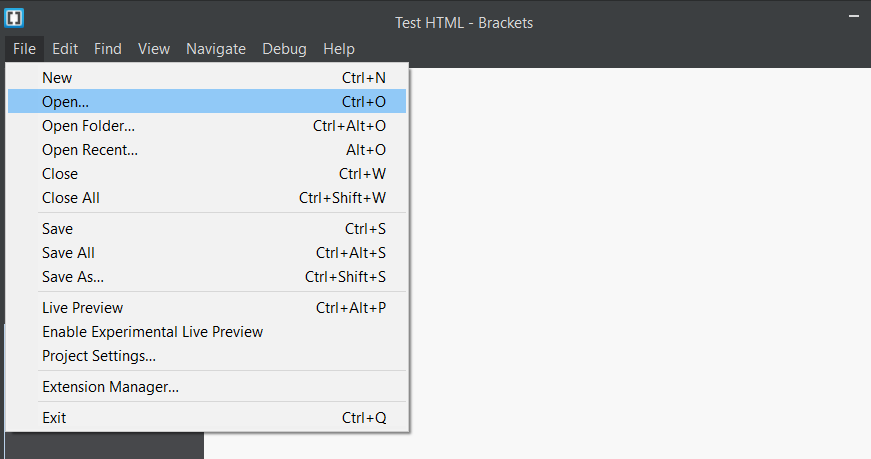 Test HTML - Brackets
File Edit Find View Navigate Debug Help
New Ctrl+N
Open... Ctrl+O
Open Folder... Ctrl+Alt+O
Open Recent... Alt+O
Close Ctrl+W
Close All Ctrl+Shift+W
Save Ctrl+S
Save All Ctrl+Alt+S
Save As... Ctrl+Shift+S
Live Preview Ctrl+Alt+P
Enable Experimental Live Preview
Project Settings...
Extension Manager...
Exit Ctrl+Q